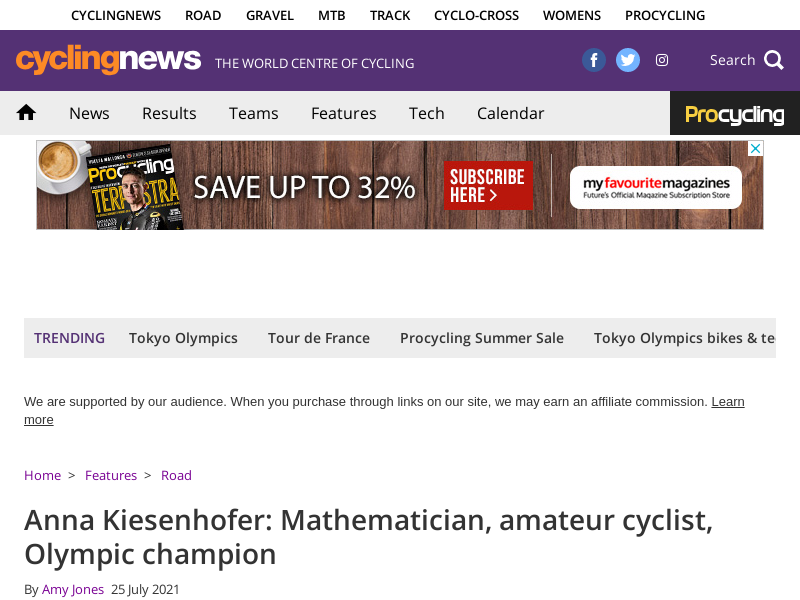 CYCLINGNEWS ROAD GRAVEL MTB TRACK CYCLO-CROSS WOMENS PROCYCLING
cyclingnews THE WORLD CENTRE OF CYCLING Search
News Results Teams Features Tech Calendar Procycling
Procycling
SAVE UP TO 32%
SUBSCRIBE
HERE >
myfavouritemagazines
Future's Official Magazine Subscription Store
TRENDING Tokyo Olympics Tour de France Procycling Summer Sale Tokyo Olympics bikes & te
We are supported by our audience. When you purchase through links on our site, we may earn an affiliate commission. Learn
more
Home > Features > Road
Anna Kiesenhofer: Mathematician, amateur cyclist,
Olympic champion
By Amy Jones 25 July 2021